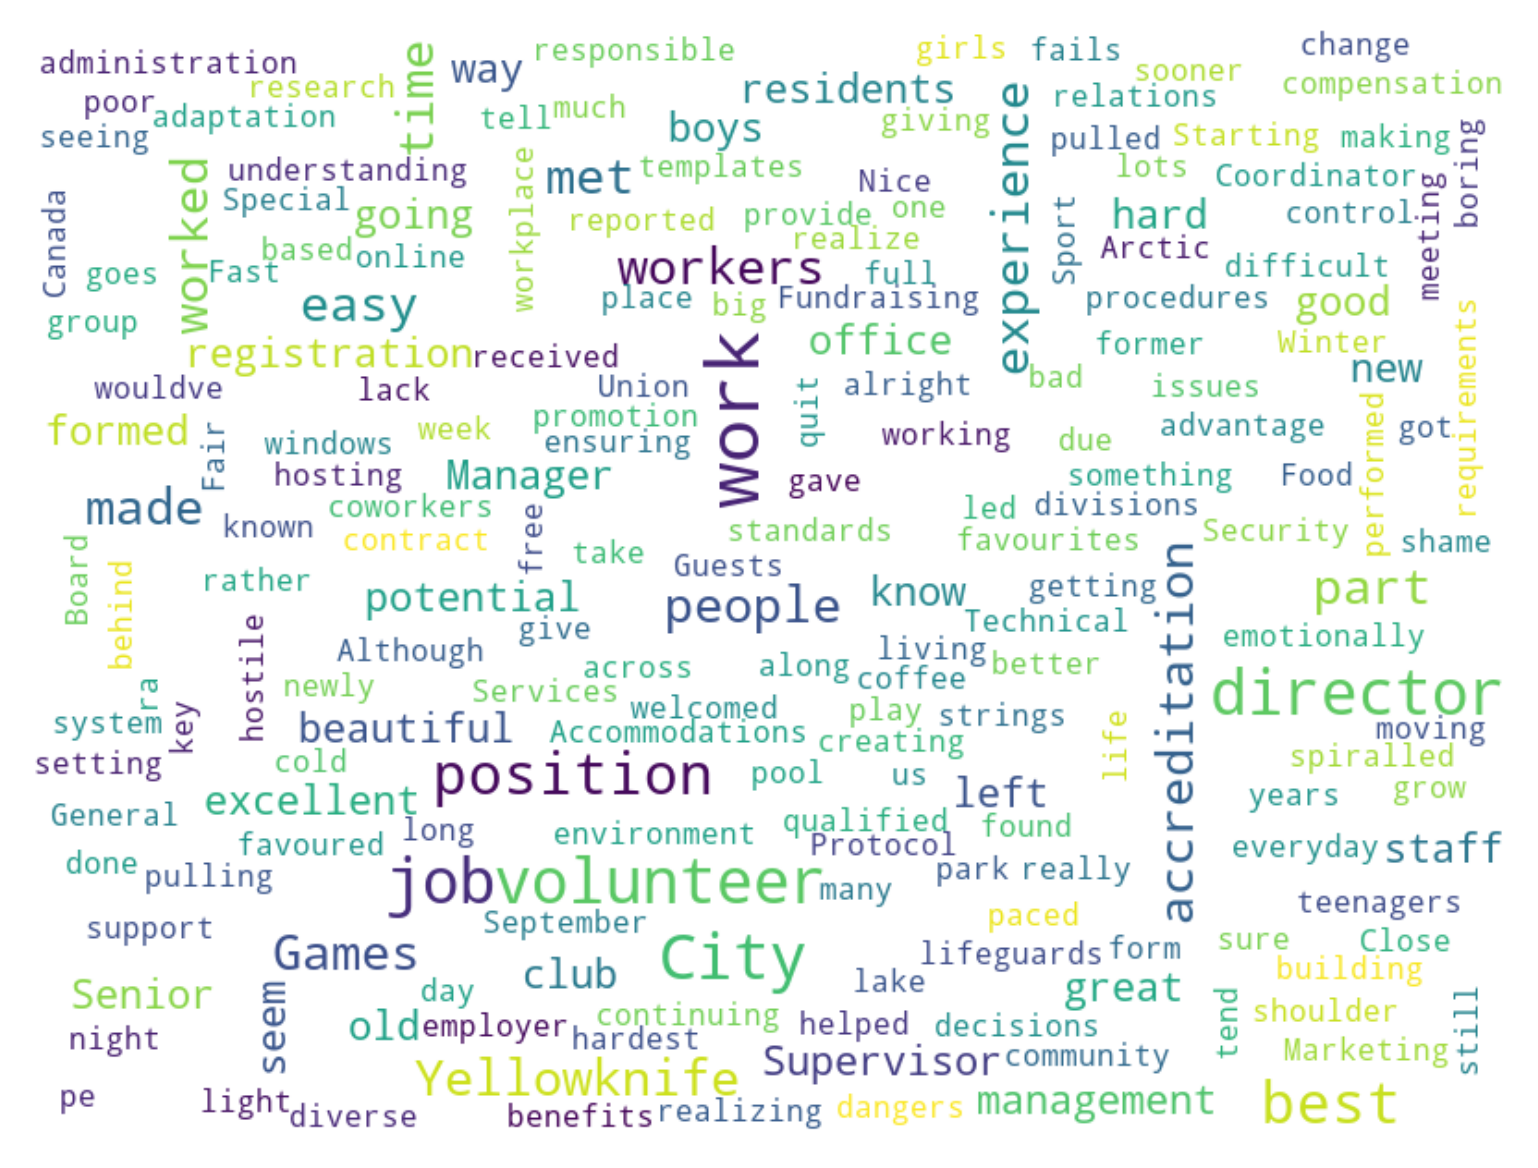 administration
time
way
responsible
girls
fails
change
poor
research
residents
experience
sooner
compensation
seeing
adaptation
tell
much
boys
giving
relations
worked
understanding
workplace
met
templates
Nice
pulled
Starting
making
boring
Canada
Special
going
reported
provide
one
Sport
lots
Coordinator
meeting
goes
based
online
realize
hard
control
Fast
workers
full
Arctic
difficult
group
easy
place
big
Fundraising
procedures
good
requirements
registration
received
work
office
former
Winter
wouldve
lack
Union
quit
alright
bad
issues
new
formed
Fair
windows
week
promotion
ensuring
working
due
advantage
performed
got
hosting
Manager
gave
something
Food
made
known
coworkers
free
standards
led
divisions
Security
shame
Board
behind
contract
take
favourites
accreditation
rather
potential
Guests
people
know
getting
part
hostile
Although
give
Technical
emotionally
ra
newly
across
along
living
better
director
system
key
Services
welcomed
coffee
play
strings
life
moving
setting
beautiful
Accommodations
creating
spiralled
cold
position
pool
us
left
years
grow
General
excellent
long
environment
qualified
found
done
favoured
Protocol
everyday
staff
pulling
job
volunteer
many
park
really
teenagers
support
September
paced
Games
City
lifeguards
form
sure
Close
Senior
seem
club
lake
great
building
day
tend
shoulder
still
night
old
employer
continuing
hardest
helped
decisions
Marketing
Yellowknife
Supervisor
community
pe
light
diverse
benefits
realizing
dangers
management
best